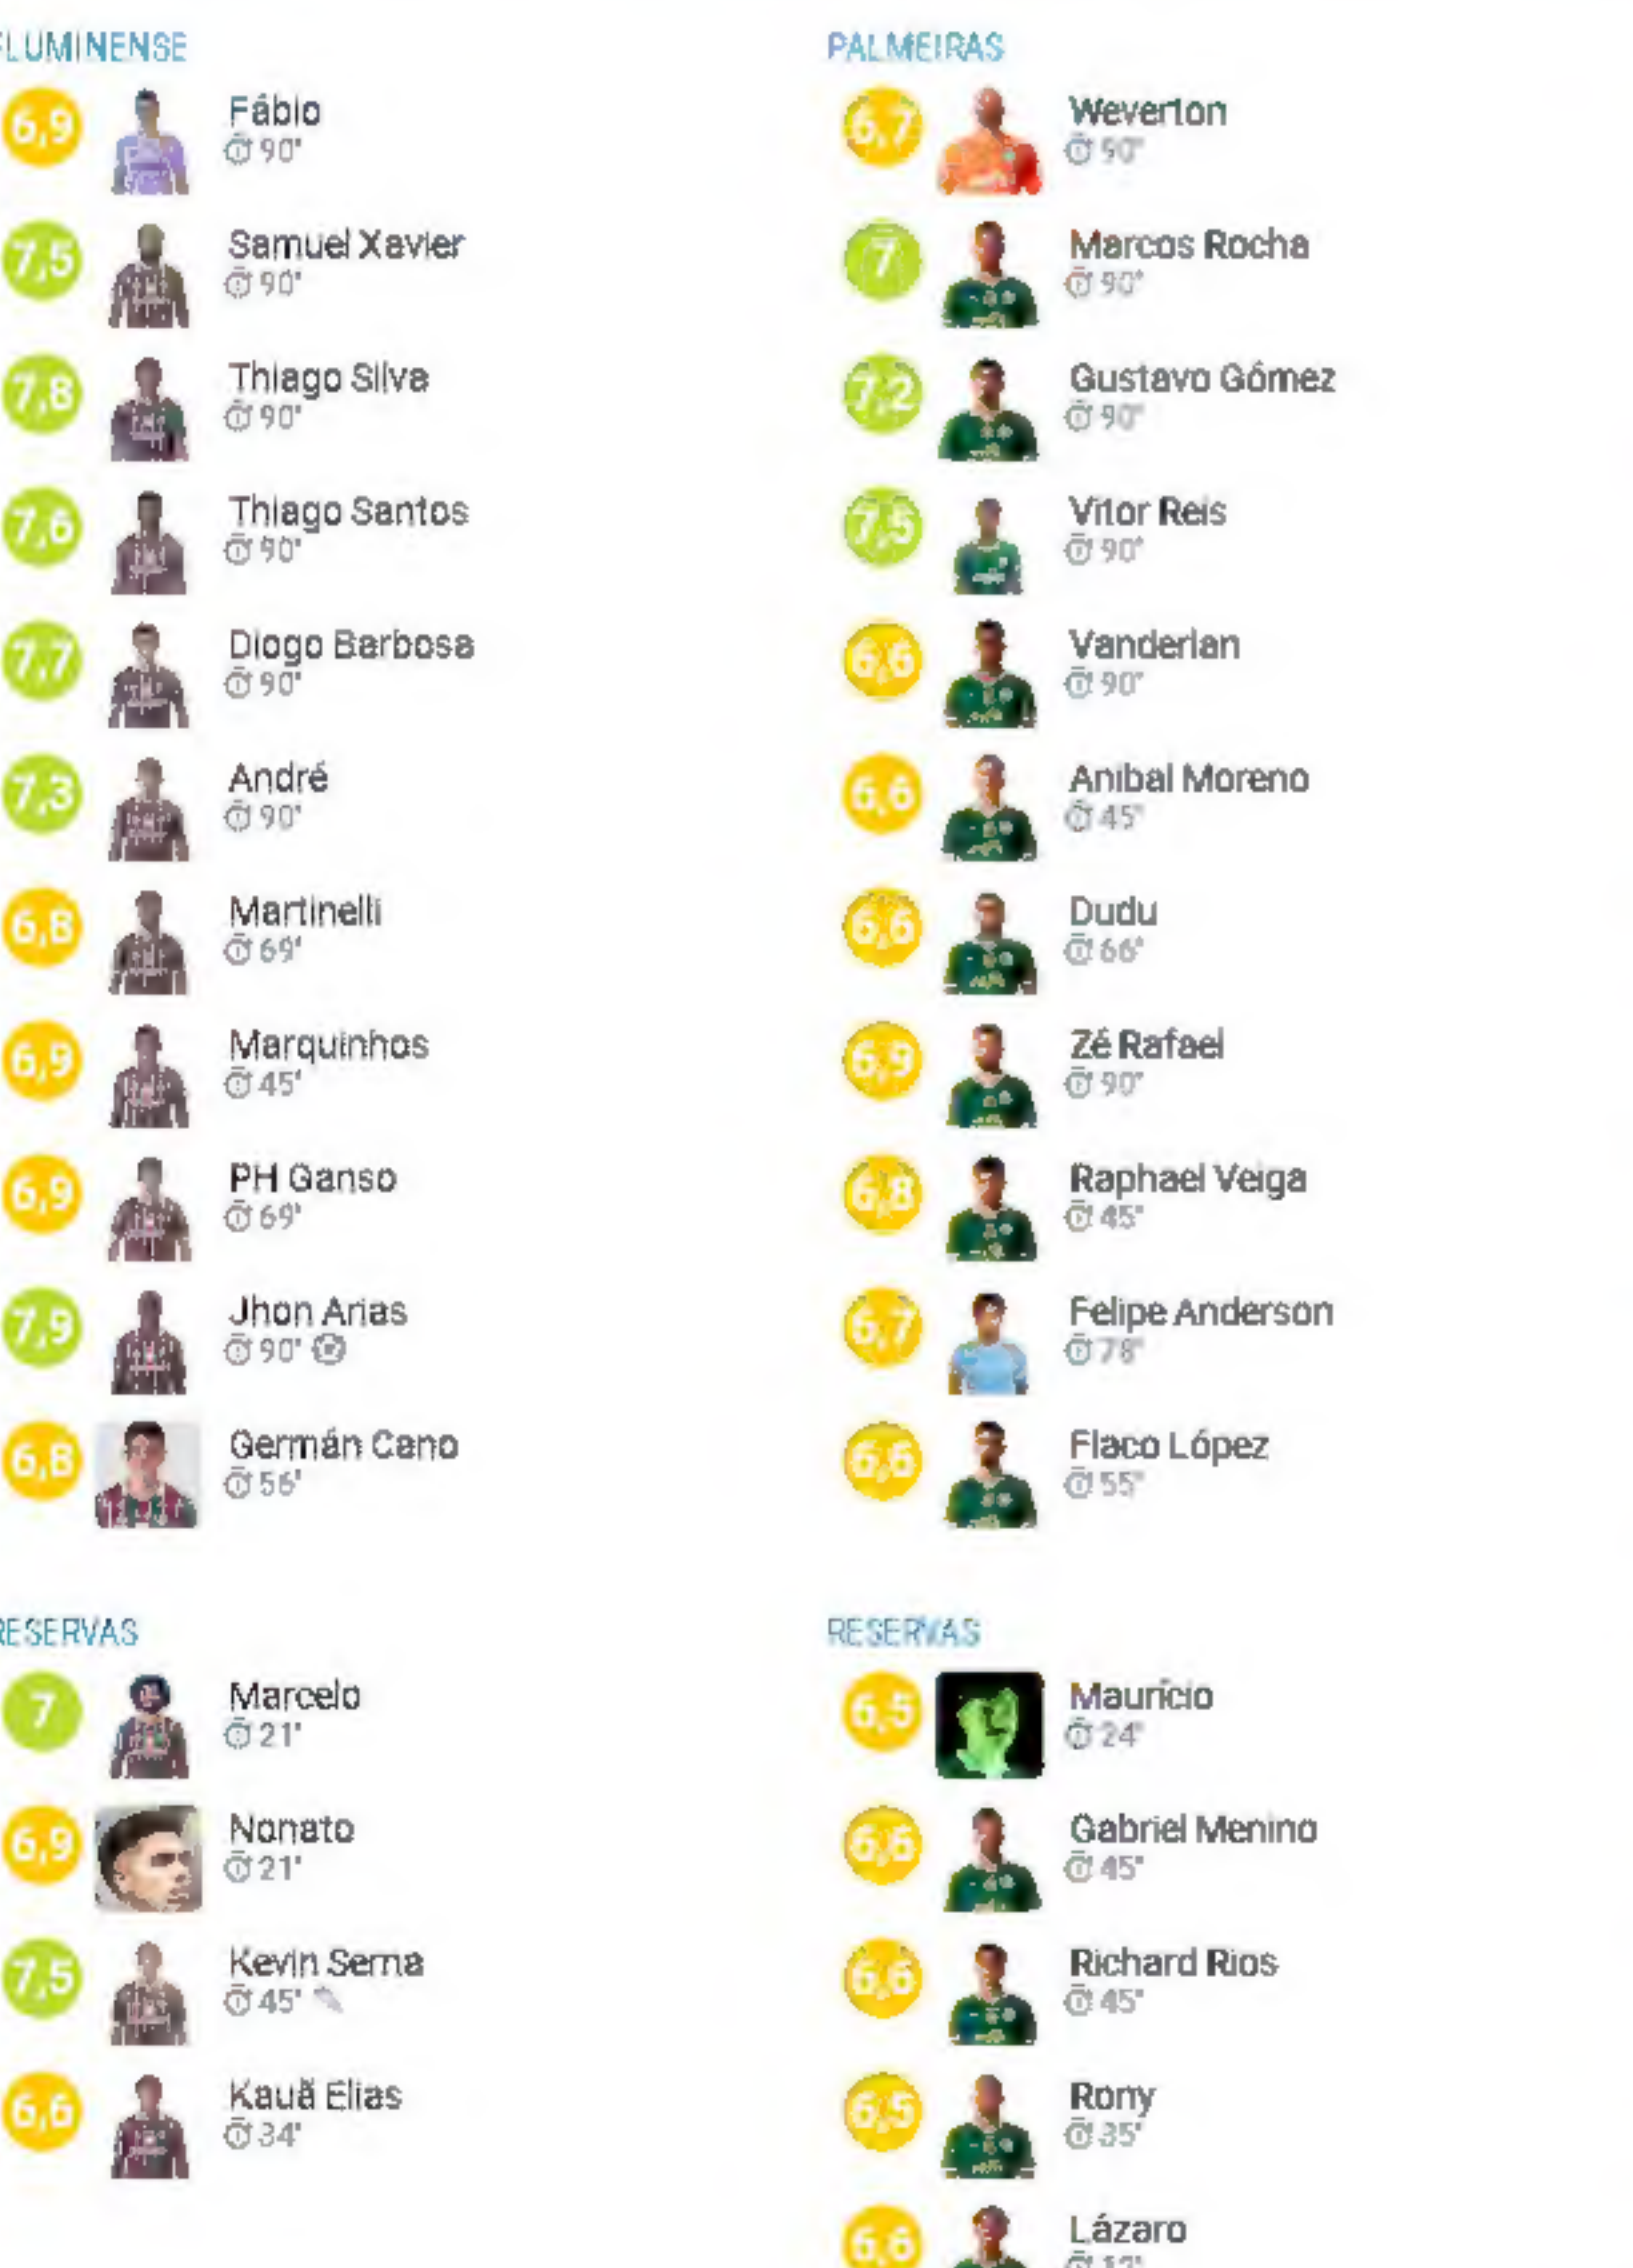 FLUMINENSE
6,9 Fábio
90'
7,5 Samuel Xavier
90'
7,8 Thiago Silva
90'
7,6 Thiago Santos
90'
7,7 Diogo Barbosa
90'
7,3 André
90'
6,8 Martinelli
69'
6,9 Marquinhos
45'
6,9 PH Ganso
69'
7,9 Jhon Arias
90'
6,8 Germán Cano
56'
RESERVAS
7 Marcelo
21'
6,9 Nonato
21'
7,5 Kevin Serna
45'
6,6 Kauã Elias
34'
PALMEIRAS
6,7 Weverton
90'
7 Marcos Rocha
90'
7,2 Gustavo Gómez
90'
7,5 Vitor Reis
90'
6,6 Vanderlan
90'
6,6 Aníbal Moreno
45'
6,6 Dudu
66'
6,9 Zé Rafael
90'
6,8 Raphael Veiga
45'
6,7 Felipe Anderson
78'
6,6 Flaco López
55'
RESERVAS
6,5 Maurício
24'
6,6 Gabriel Menino
45'
6,6 Richard Rios
45'
6,5 Rony
35'
6,6 Lázaro
12'